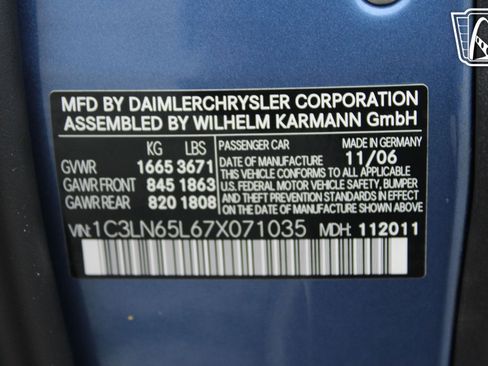 MFD BY DAIMLERCHRYSLER CORPORATION
ASSEMBLED BY WILHELM KARMANN GmbH
KG LBS
GVWR 1665 3671
GAWR FRONT 845 1863
GAWR REAR 820 1808
PASSENGER CAR MADE IN GERMANY
DATE OF MANUFACTURE 11/06
THIS VEHICLE CONFORMS TO ALL APPLICABLE
U.S. FEDERAL MOTOR VEHICLE SAFETY, BUMPER
AND THEFT PREVENTION STANDARDS IN EFFECT
ON THE DATE OF MANUFACTURE SHOWN ABOVE.
VIN: 1C3LN65L67X071035 MDH: 112011